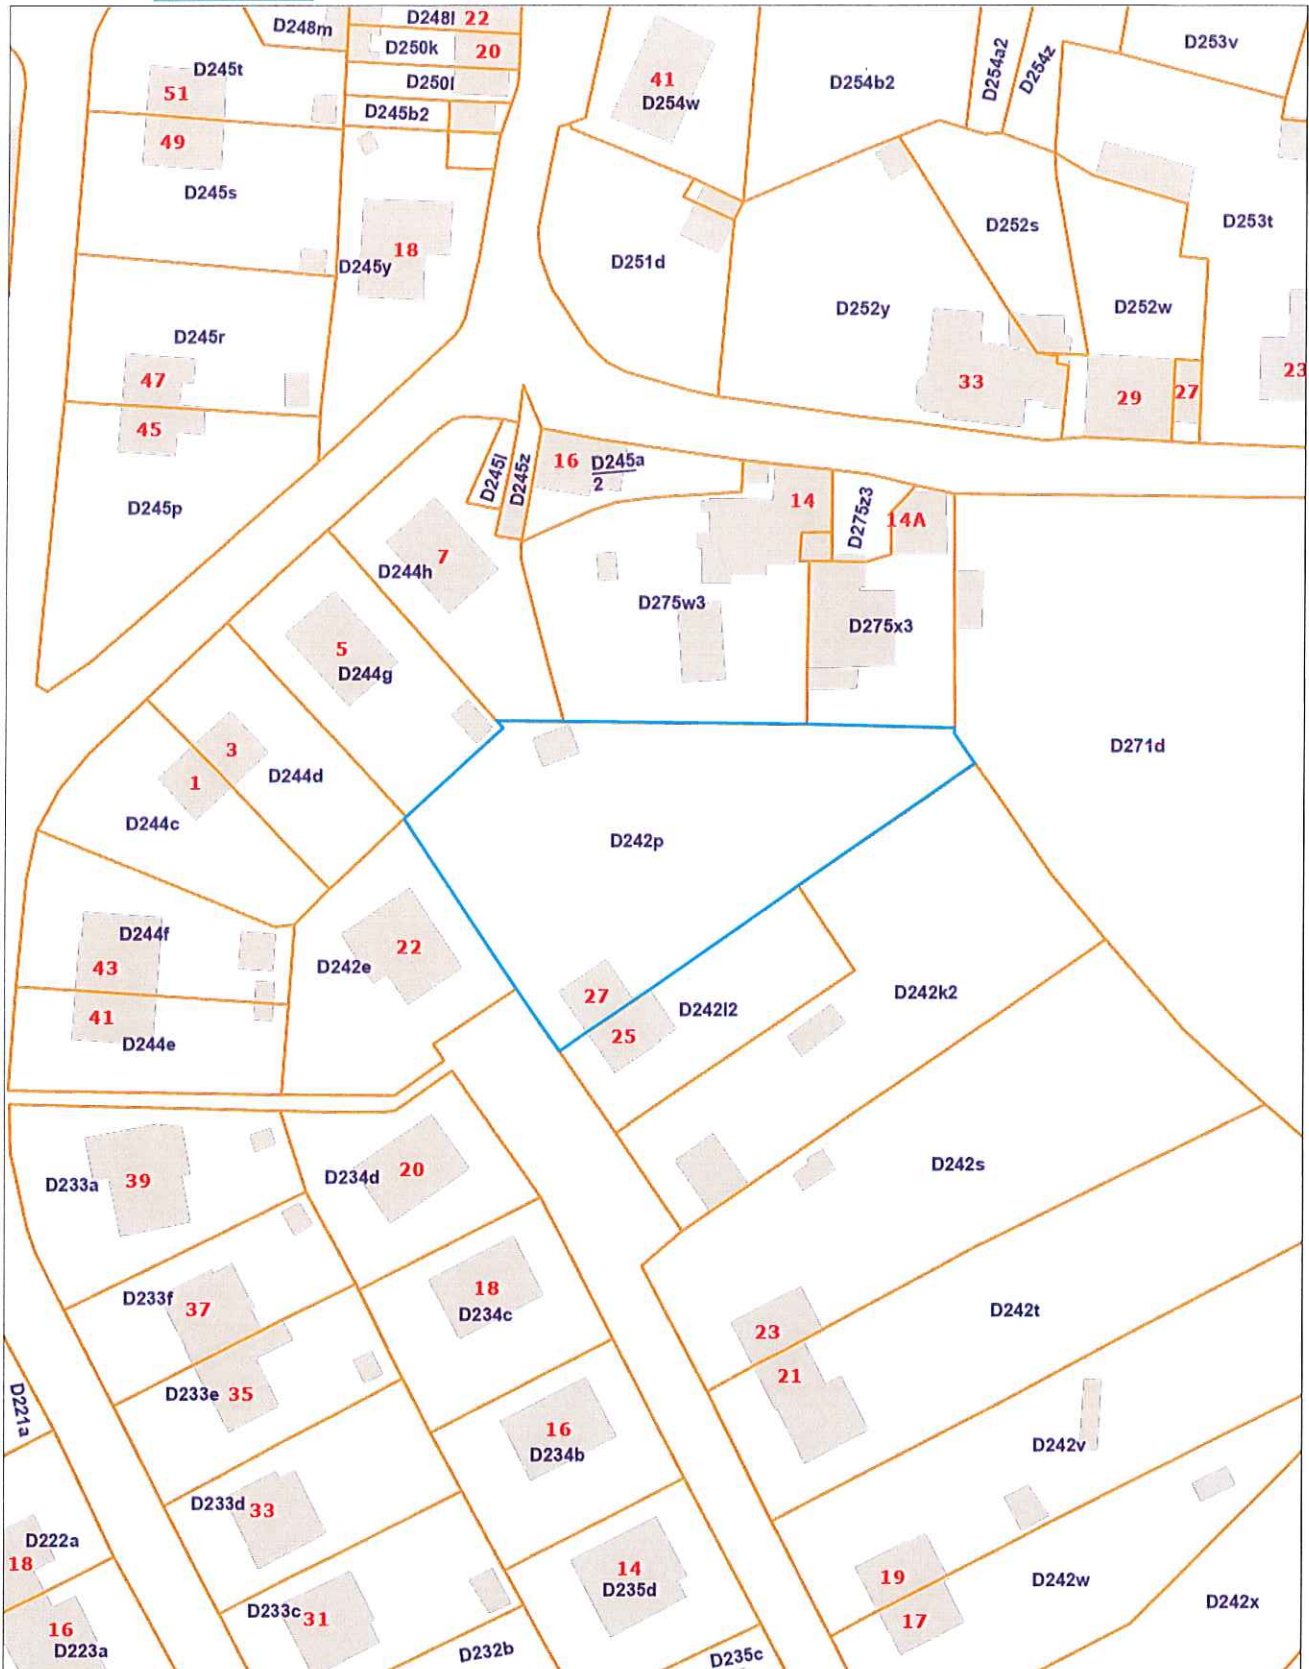 D248m
D248l 22
D250k 20
D250l
D245b2
D245t
51
49
D245s
18
D245y
D245r
47
45
D245p
41
D254w
D254b2
D254a2
D254z
D253v
D251d
D252s
D253t
D252y
D252w
33
29
27
23
D245l
D245z
16 D245a
2
14
D275z3
14A
7
D244h
D275w3
D275x3
5
D244g
3
1
D244d
D244c
D271d
D242p
D244f
43
41
D244e
D242e
22
27
25
D242l2
D242k2
D233a 39
D234d 20
D242s
D233f 37
18
D234c
D242t
23
21
D233e 35
D221a
16
D234b
D242v
D233d 33
D222a
18
14
D235d
19
17
D242w
D242x
D233c 31
16
D223a
D232b
D235c